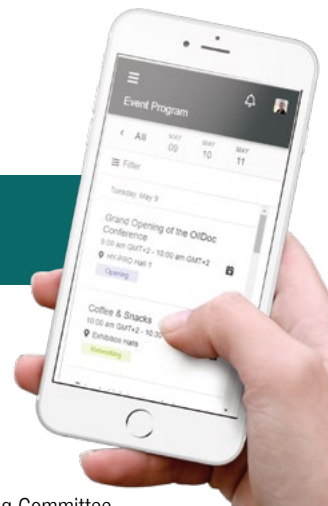 Event Program
All
MAY
09
MAY
10
MAY
11
Filter
Tuesday, May 9
Grand Opening of the OilDoc
Conference
9:00 am GMT+2 - 10:00 am GMT+2
HY-PRO Hall 1
Opening
Coffee & Snacks
10:00 am GMT+2 - 10:30
Exhibition Halls
Networking
g Committee